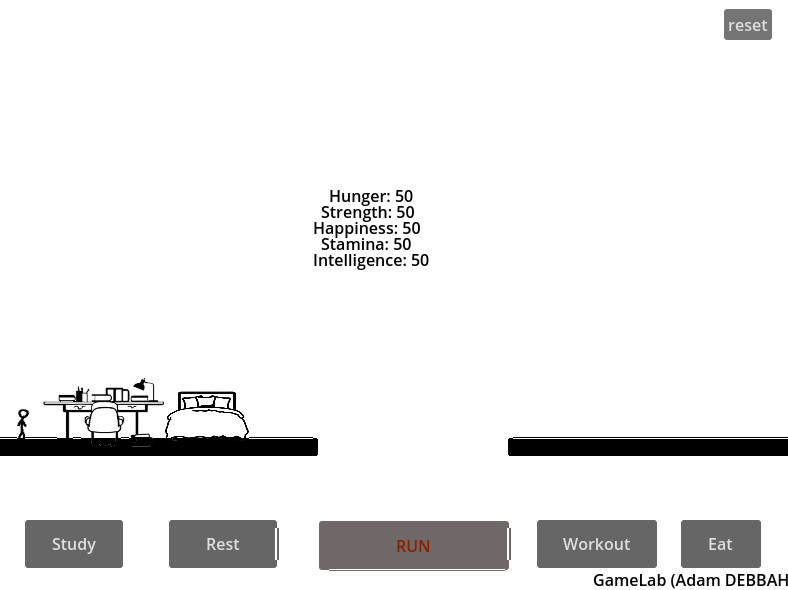 reset
Hunger: 50
Strength: 50
Happiness: 50
Stamina: 50
Intelligence: 50
Study
Rest
RUN
Workout
Eat
GameLab (Adam DEBBAH